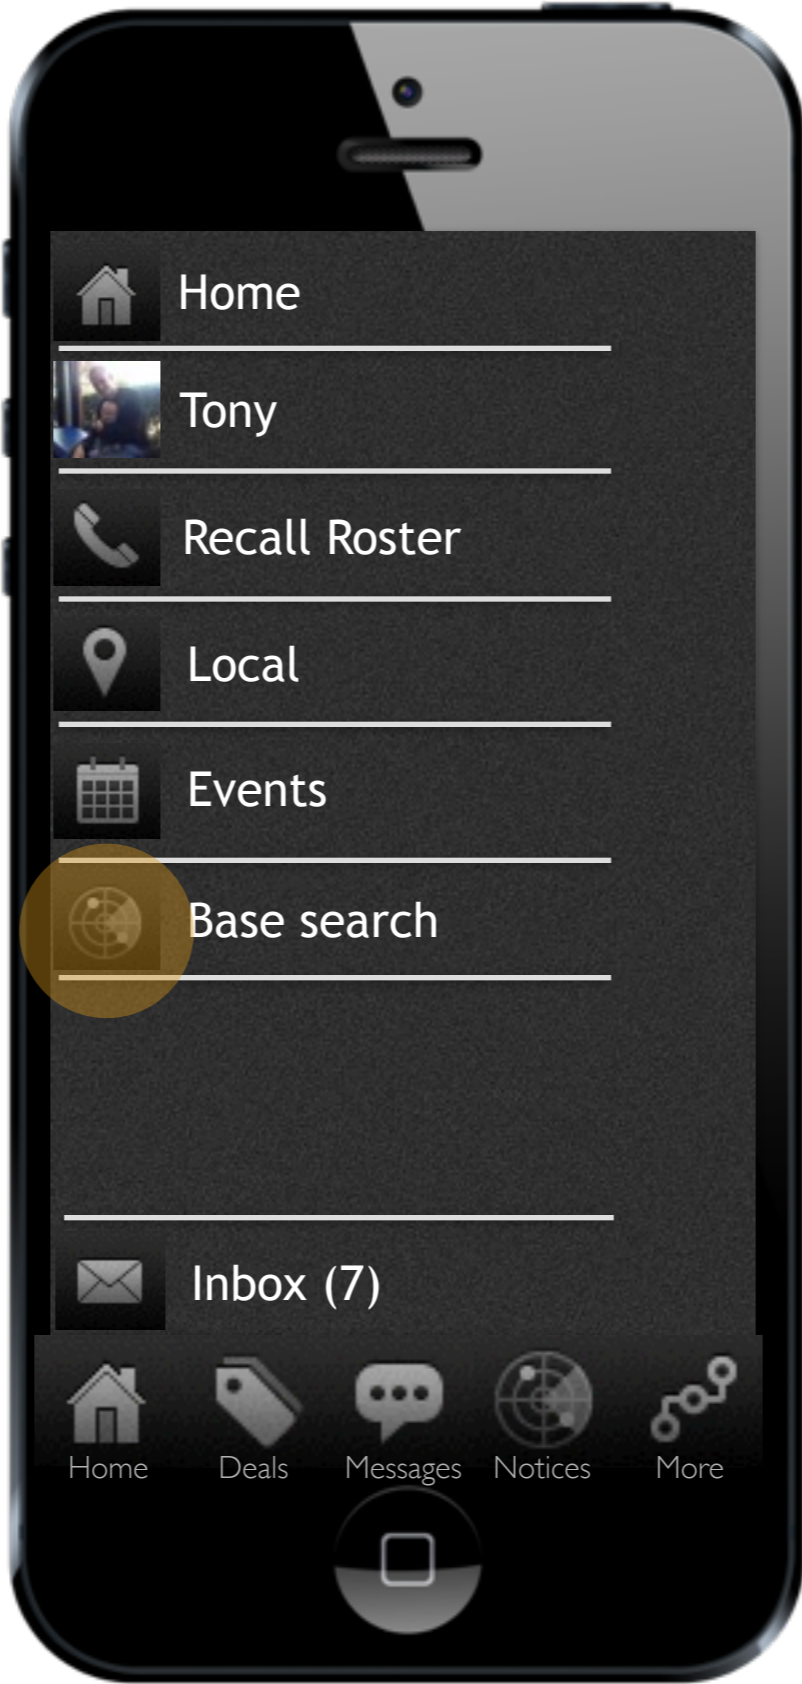 Home
Tony
Recall Roster
Local
Events
Base search
Inbox (7)
Home Deals Messages Notices More